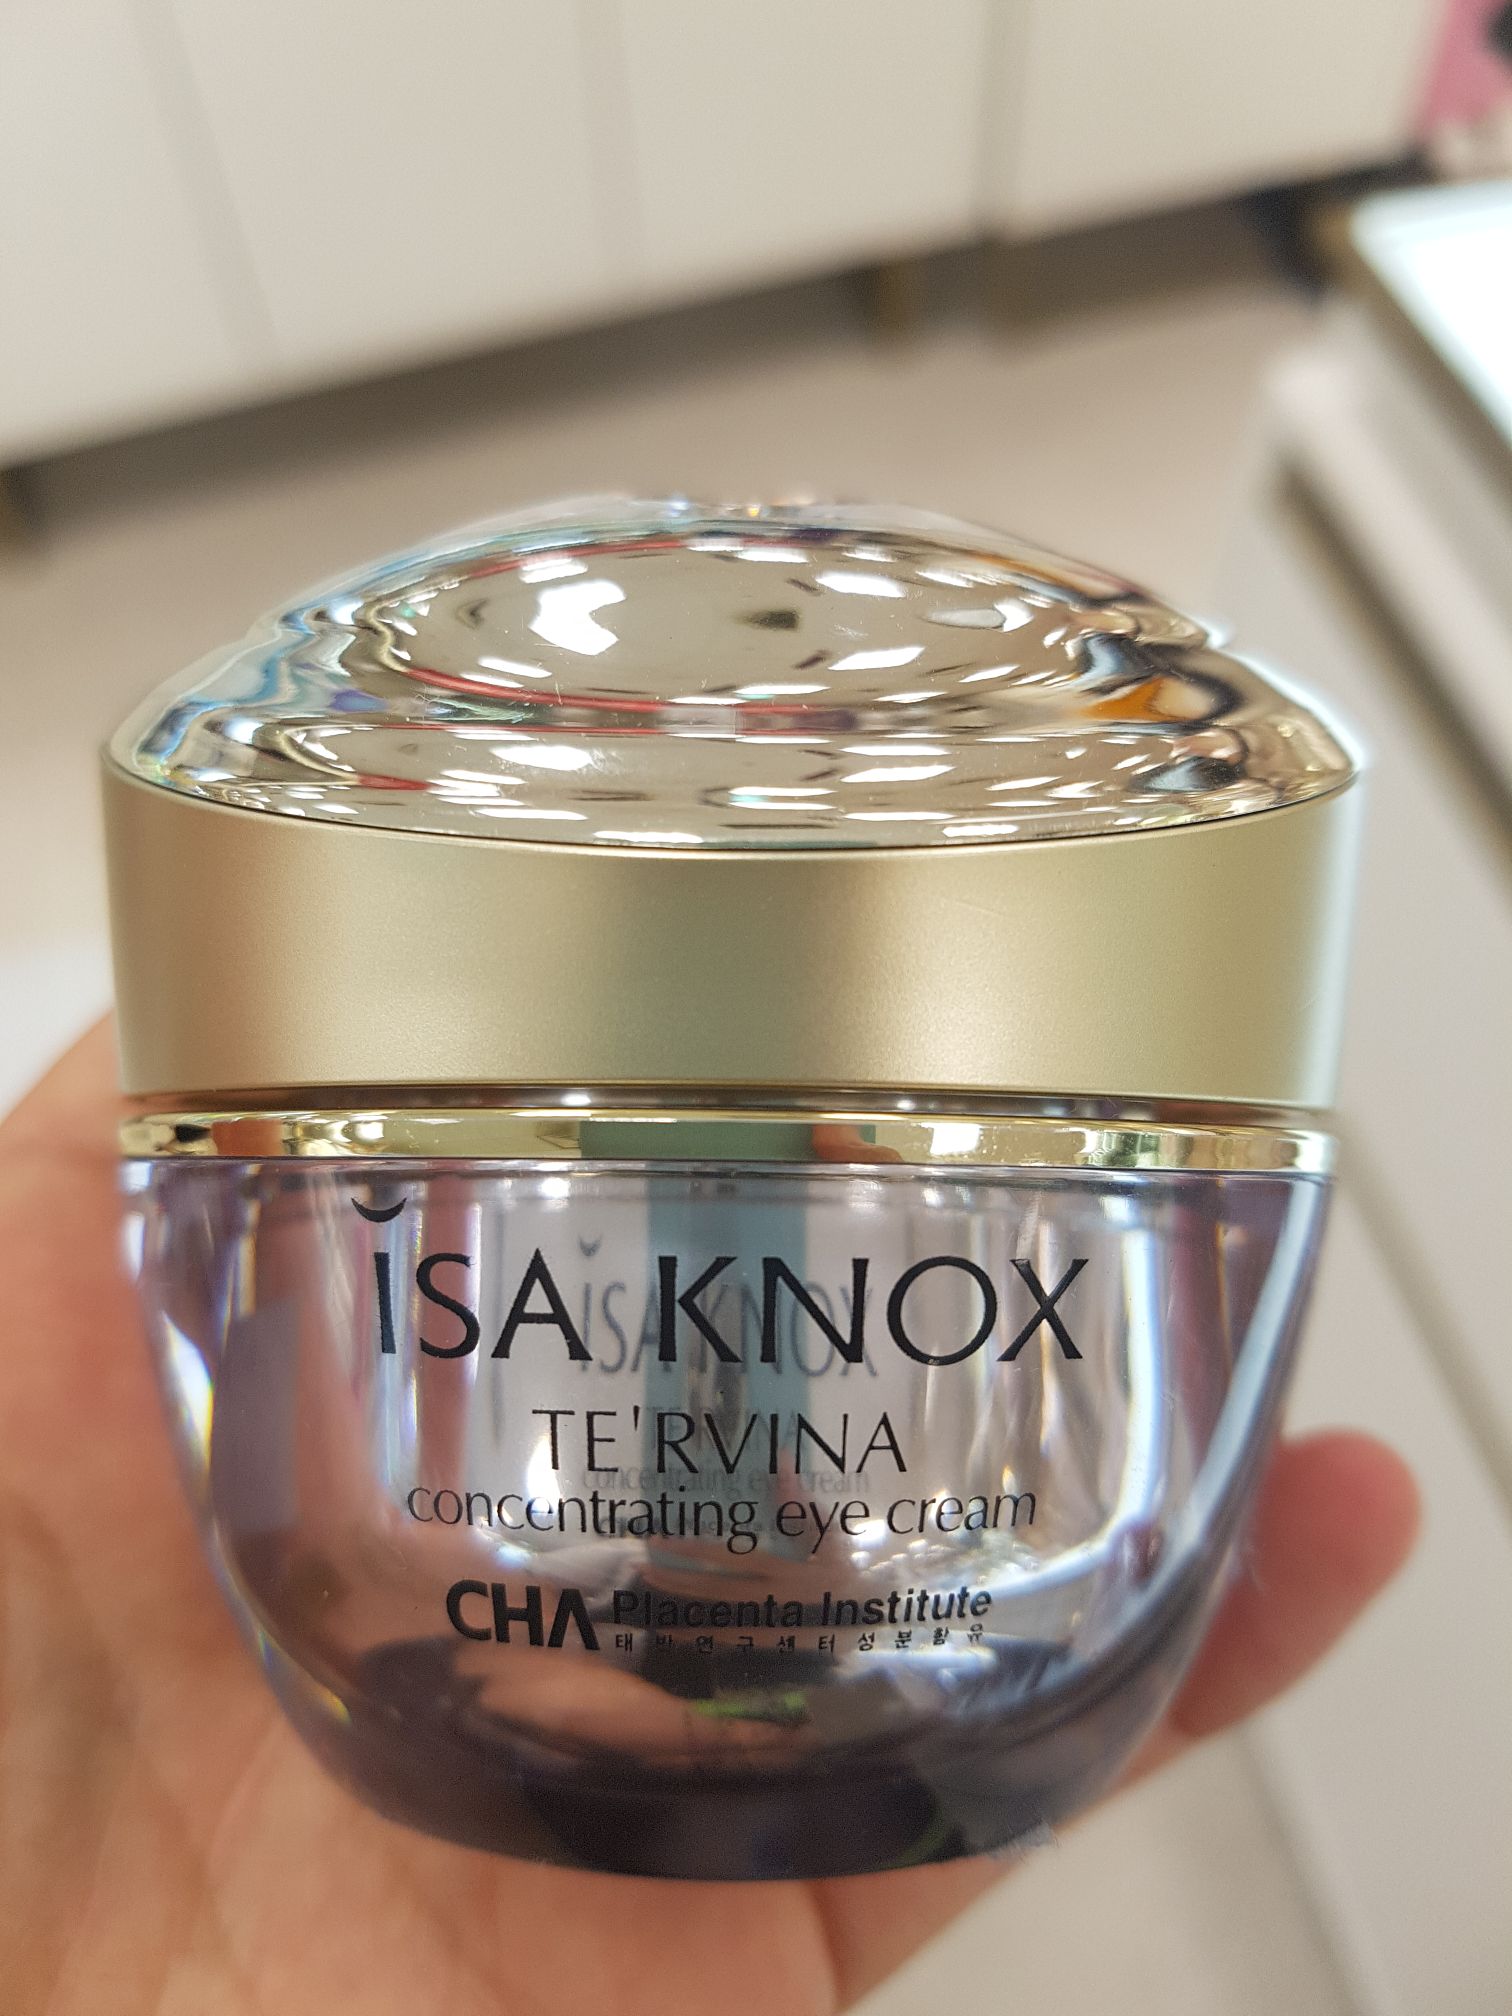 ĭSA KNOX
TE'RVINA
concentrating eye cream
CHA Placenta Institute
태반연구센터성분함유